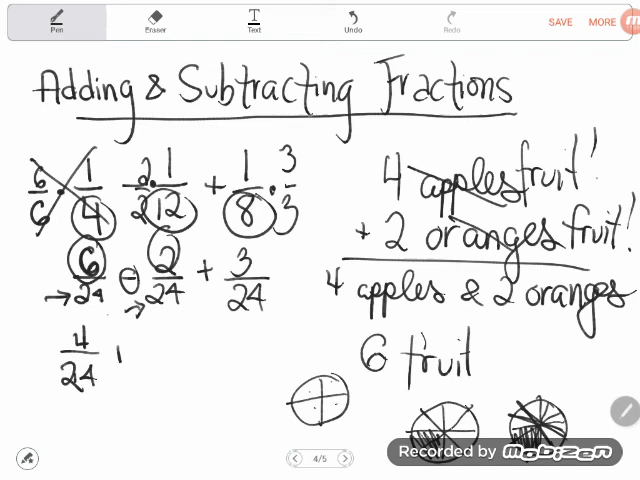 Pen Eraser Text Undo Redo SAVE MORE
Adding & Subtracting Fractions
6/6 · 1/4 - 2/2 · 1/12 + 1/8 · 3/3
4 apples fruit!
+ 2 oranges fruit!
6/24 - 2/24 + 3/24
4 apples & 2 oranges
4/24
6 fruit
4/5
Recorded by mobizen